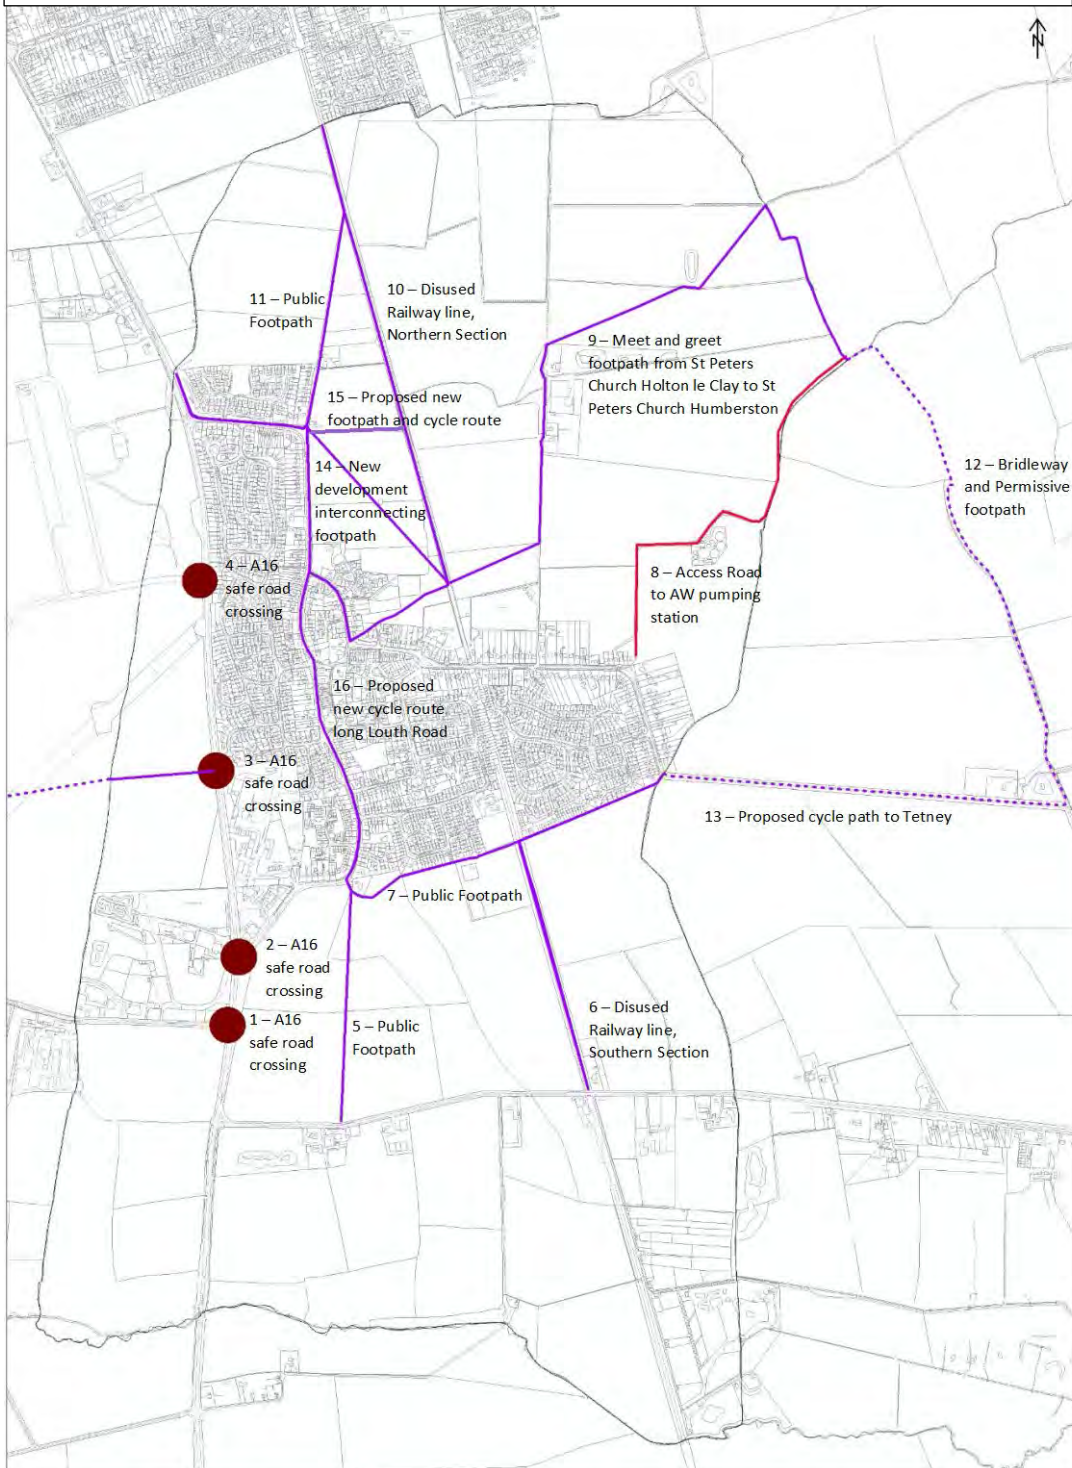 N
11 – Public
Footpath
10 – Disused
Railway line,
Northern Section
9 – Meet and greet
footpath from St Peters
Church Holton le Clay to St
Peters Church Humberston
15 – Proposed new
footpath and cycle route
14 – New
development
interconnecting
footpath
12 – Bridleway
and Permissive
footpath
4 – A16
safe road
crossing
8 – Access Road
to AW pumping
station
16 – Proposed
new cycle route
long Louth Road
3 – A16
safe road
crossing
13 – Proposed cycle path to Tetney
7 – Public Footpath
2 – A16
safe road
crossing
1 – A16
safe road
crossing
5 – Public
Footpath
6 – Disused
Railway line,
Southern Section